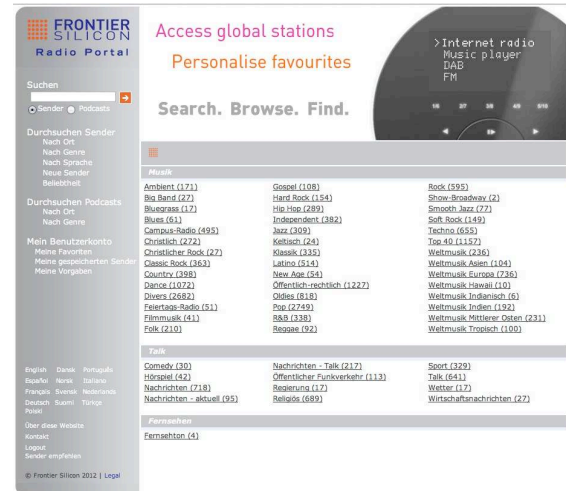 FRONTIER
SILICON
Radio Portal
Suchen
Sender Podcasts
Durchsuchen Sender
Nach Ort
Nach Genre
Nach Sprache
Neue Sender
Beliebtheit
Durchsuchen Podcasts
Nach Ort
Nach Genre
Mein Benutzerkonto
Meine Favoriten
Meine gespeicherten Sender
Meine Vorgaben
English Dansk Português
Español Norsk Italiano
Français Svensk Nederlands
Deutsch Suomi Türkçe
Polski
Über diese Website
Kontakt
Logout
Sender empfehlen
© Frontier Silicon 2012 | Legal
Access global stations
Personalise favourites
Search. Browse. Find.
>Internet radio
Music player
DAB
FM
1/6 2/7 3/8 4/9 5/10
Musik
Ambient (171)
Big Band (27)
Bluegrass (17)
Blues (61)
Campus-Radio (495)
Christlich (272)
Christlicher Rock (27)
Classic Rock (363)
Country (398)
Dance (1072)
Divers (2682)
Feiertags-Radio (51)
Filmmusik (41)
Folk (210)
Gospel (108)
Hard Rock (154)
Hip Hop (289)
Independent (382)
Jazz (309)
Keltisch (24)
Klassik (335)
Latino (514)
New Age (54)
Öffentlich-rechtlich (1227)
Oldies (818)
Pop (2749)
R&B (338)
Reggae (92)
Rock (595)
Show-Broadway (2)
Smooth Jazz (77)
Soft Rock (149)
Techno (655)
Top 40 (1157)
Weltmusik (236)
Weltmusik Asien (104)
Weltmusik Europa (736)
Weltmusik Hawaii (10)
Weltmusik Indianisch (6)
Weltmusik Indien (192)
Weltmusik Mittlerer Osten (231)
Weltmusik Tropisch (100)
Talk
Comedy (30)
Hörspiel (42)
Nachrichten (718)
Nachrichten - aktuell (95)
Nachrichten - Talk (217)
Öffentlicher Funkverkehr (113)
Regierung (17)
Religiös (689)
Sport (329)
Talk (641)
Wetter (17)
Wirtschaftsnachrichten (27)
Fernsehen
Fernsehton (4)